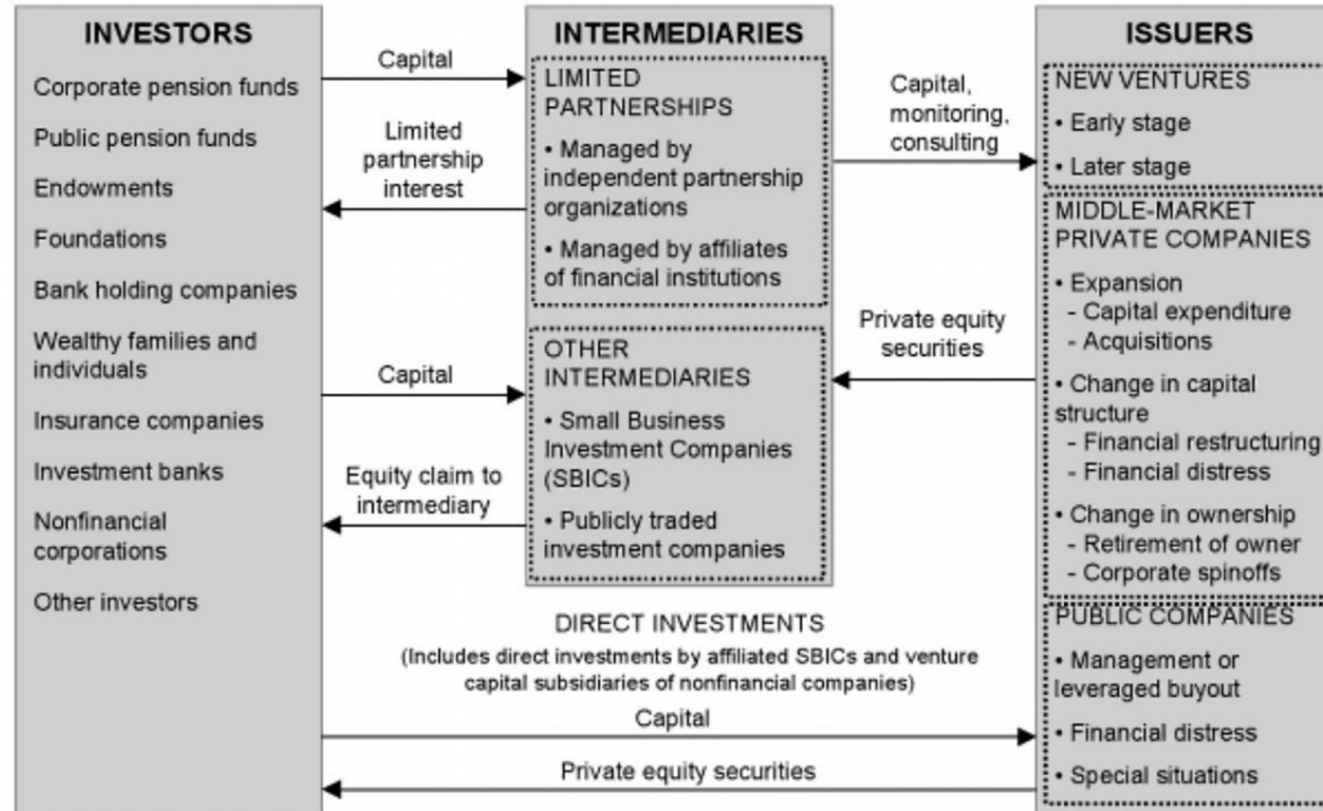 INVESTORS
Corporate pension funds
Public pension funds
Endowments
Foundations
Bank holding companies
Wealthy families and
individuals
Insurance companies
Investment banks
Nonfinancial
corporations
Other investors
Capital
Limited
partnership
interest
Capital
Equity claim to
intermediary
INTERMEDIARIES
LIMITED
PARTNERSHIPS
• Managed by
independent partnership
organizations
• Managed by affiliates
of financial institutions
OTHER
INTERMEDIARIES
• Small Business
Investment Companies
(SBICs)
• Publicly traded
investment companies
Capital,
monitoring,
consulting
Private equity
securities
ISSUERS
NEW VENTURES
• Early stage
• Later stage
MIDDLE-MARKET
PRIVATE COMPANIES
• Expansion
- Capital expenditure
- Acquisitions
• Change in capital
structure
- Financial restructuring
- Financial distress
• Change in ownership
- Retirement of owner
- Corporate spinoffs
PUBLIC COMPANIES
• Management or
leveraged buyout
• Financial distress
• Special situations
DIRECT INVESTMENTS
(Includes direct investments by affiliated SBICs and venture
capital subsidiaries of nonfinancial companies)
Capital
Private equity securities